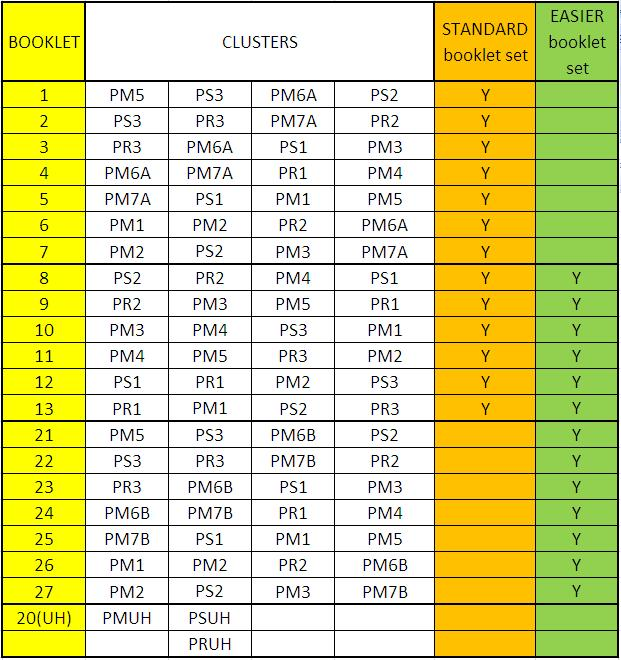 BOOKLET CLUSTERS STANDARD booklet set EASIER booklet set
1 PM5 PS3 PM6A PS2 Y
2 PS3 PR3 PM7A PR2 Y
3 PR3 PM6A PS1 PM3 Y
4 PM6A PM7A PR1 PM4 Y
5 PM7A PS1 PM1 PM5 Y
6 PM1 PM2 PR2 PM6A Y
7 PM2 PS2 PM3 PM7A Y
8 PS2 PR2 PM4 PS1 Y Y
9 PR2 PM3 PM5 PR1 Y Y
10 PM3 PM4 PS3 PM1 Y Y
11 PM4 PM5 PR3 PM2 Y Y
12 PS1 PR1 PM2 PS3 Y Y
13 PR1 PM1 PS2 PR3 Y Y
21 PM5 PS3 PM6B PS2 Y
22 PS3 PR3 PM7B PR2 Y
23 PR3 PM6B PS1 PM3 Y
24 PM6B PM7B PR1 PM4 Y
25 PM7B PS1 PM1 PM5 Y
26 PM1 PM2 PR2 PM6B Y
27 PM2 PS2 PM3 PM7B Y
20(UH) PMUH PSUH
PRUH